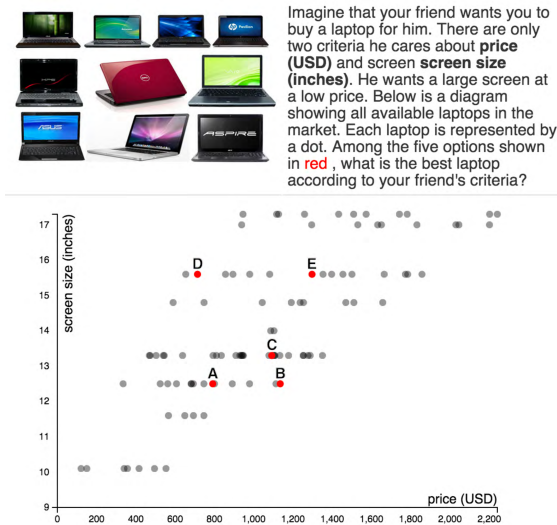 Imagine that your friend wants you to
buy a laptop for him. There are only
two criteria he cares about price
(USD) and screen screen size
(inches). He wants a large screen at
a low price. Below is a diagram
showing all available laptops in the
market. Each laptop is represented by
a dot. Among the five options shown
in red , what is the best laptop
according to your friend's criteria?
Pavilion
DELL
ASUS
ASPIRE
screen size (inches)
17
16
15
14
13
12
11
10
9
D
E
C
A
B
price (USD)
0
200
400
600
800
1,000
1,200
1,400
1,600
1,800
2,000
2,200